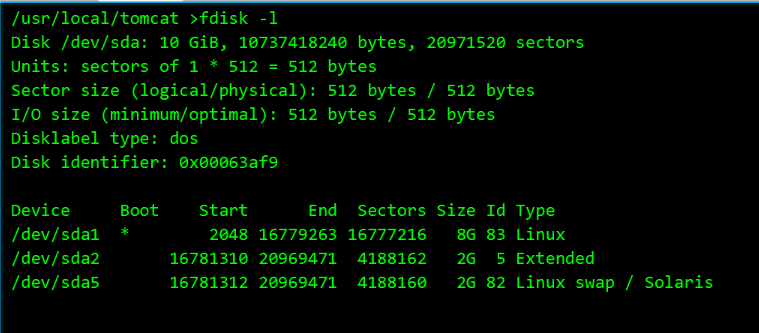 /usr/local/tomcat >fdisk -l
Disk /dev/sda: 10 GiB, 10737418240 bytes, 20971520 sectors
Units: sectors of 1 * 512 = 512 bytes
Sector size (logical/physical): 512 bytes / 512 bytes
I/O size (minimum/optimal): 512 bytes / 512 bytes
Disklabel type: dos
Disk identifier: 0x00063af9

Device     Boot    Start      End  Sectors Size Id Type
/dev/sda1  *        2048 16779263 16777216   8G 83 Linux
/dev/sda2       16781310 20969471  4188162   2G  5 Extended
/dev/sda5       16781312 20969471  4188160   2G 82 Linux swap / Solaris